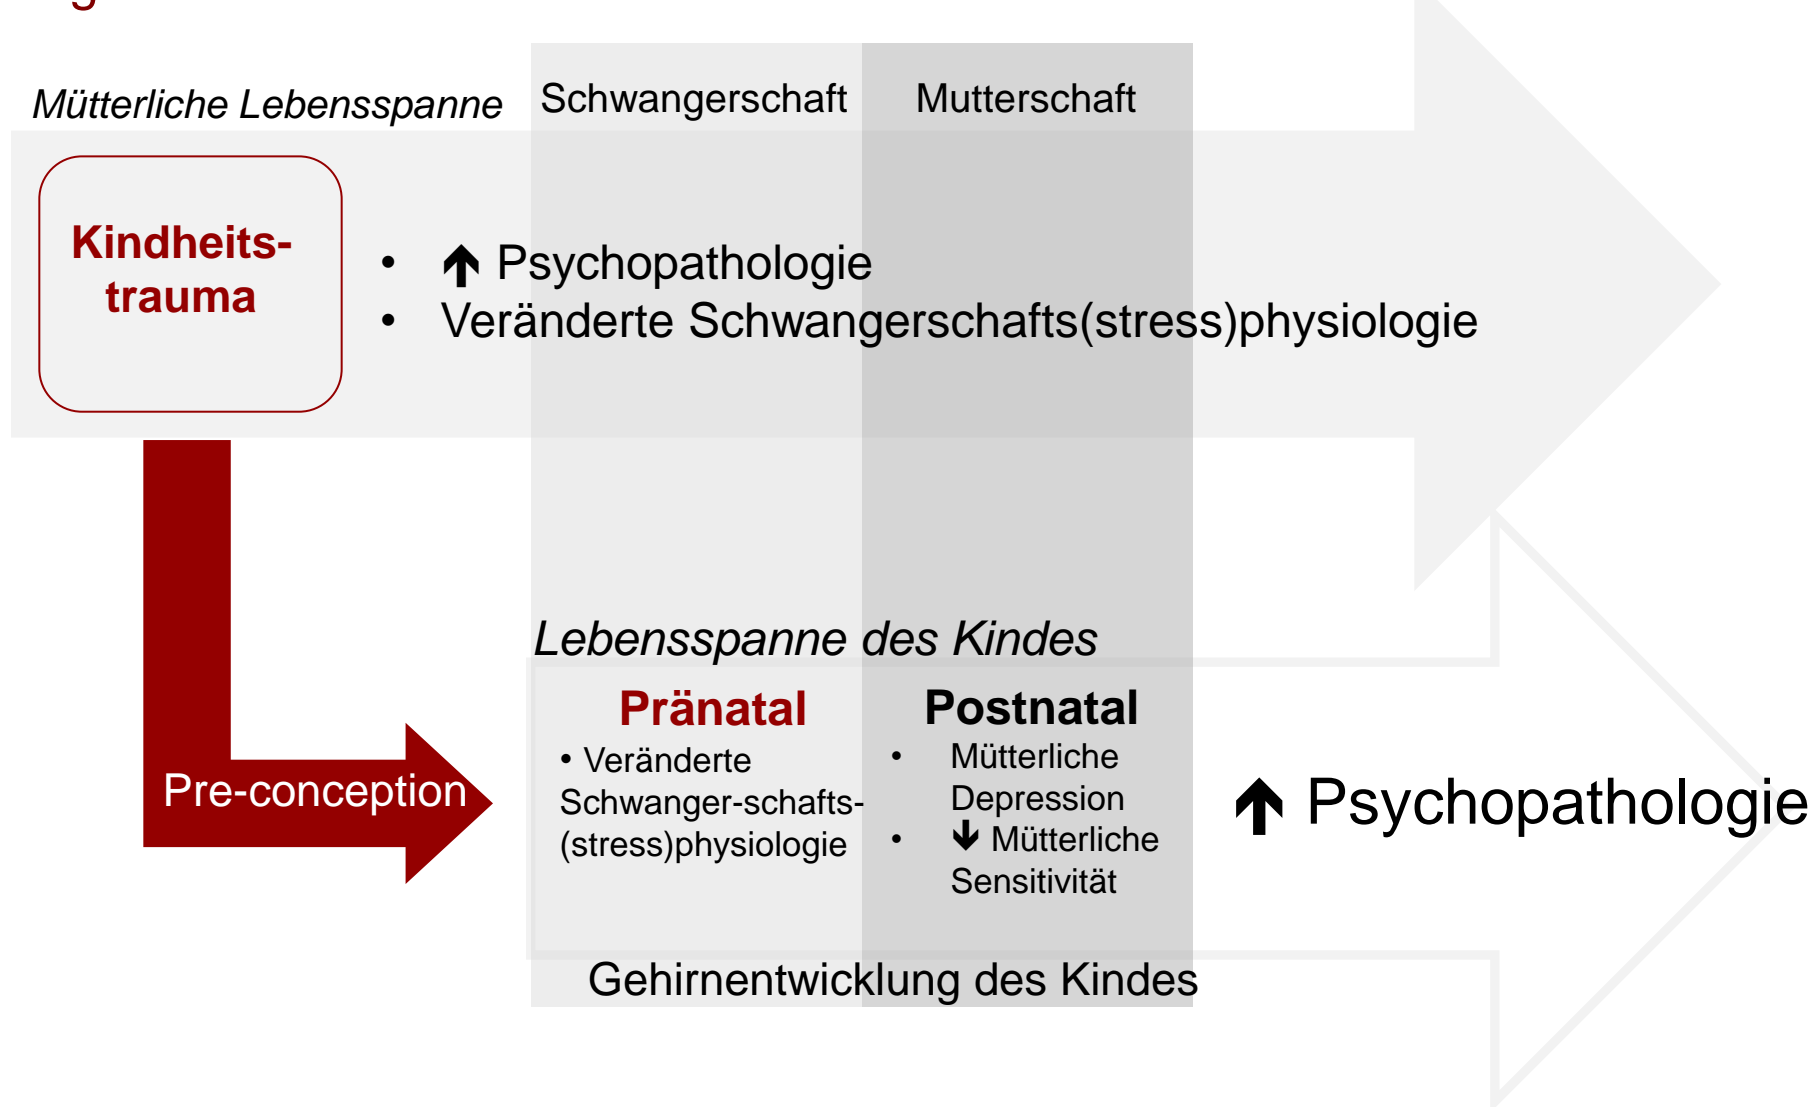 Mütterliche Lebensspanne
Schwangerschaft
Mutterschaft
Kindheits-
trauma
• 🡹 Psychopathologie
• Veränderte Schwangerschafts(stress)physiologie
Pre-conception
Lebensspanne des Kindes
Pränatal
• Veränderte
Schwanger-schafts-
(stress)physiologie
Postnatal
• Mütterliche
Depression
• 🡻 Mütterliche
Sensitivität
🡹 Psychopathologie
Gehirnentwicklung des Kindes